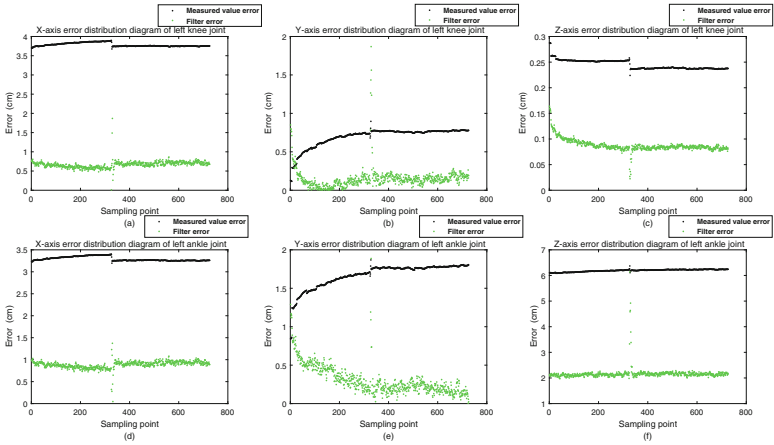 Measured value error
Filter error
X-axis error distribution diagram of left knee joint
4
3.5
3
2.5
2
1.5
1
0.5
0
Error (cm)
0 200 400 600 800
Sampling point
(a)
Measured value error
Filter error
Y-axis error distribution diagram of left knee joint
2
1.5
1
0.5
0
Error (cm)
0 200 400 600 800
Sampling point
(b)
Measured value error
Filter error
Z-axis error distribution diagram of left knee joint
0.3
0.25
0.2
0.15
0.1
0.05
0
Error (cm)
0 200 400 600 800
Sampling point
(c)
Measured value error
Filter error
X-axis error distribution diagram of left ankle joint
3.5
3
2.5
2
1.5
1
0.5
0
Error (cm)
0 200 400 600 800
Sampling point
(d)
Measured value error
Filter error
Y-axis error distribution diagram of left ankle joint
2
1.5
1
0.5
0
Error (cm)
0 200 400 600 800
Sampling point
(e)
Measured value error
Filter error
Z-axis error distribution diagram of left ankle joint
7
6
5
4
3
2
1
Error (cm)
0 200 400 600 800
Sampling point
(f)